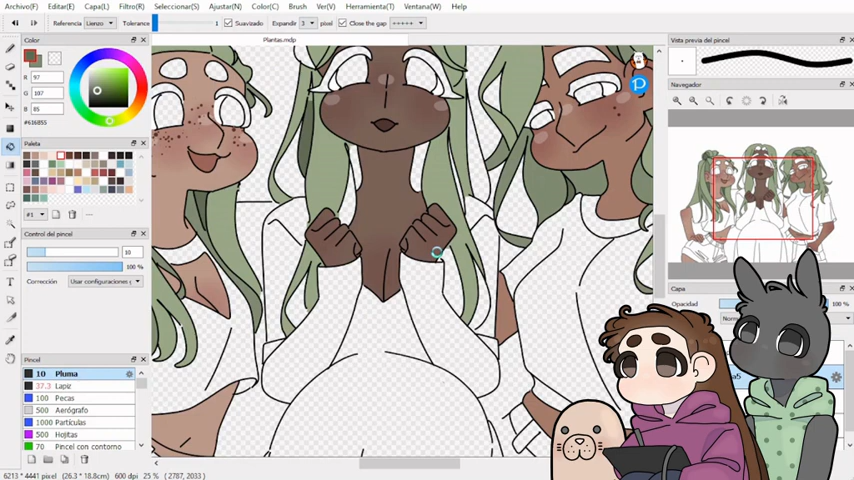 Archivo(F) Editar(E) Capa(L) Filtro(R) Seleccionar(S) Ajustar(N) Color(C) Brush Ver(V) Herramienta(T) Ventana(W) Help
Referencia Lienzo Tolerance 1 Suavizado Expandir 3 pixel Close the gap +++++
Color
Plantas.mdp
Vista previa del pincel
R 97
G 107
B 85
#616B55
Navegador
Paleta
#1
Control del pincel
10
100 %
Corrección Usar configuraciones g
Capa
Opacidad 100 %
Pincel
10 Pluma
37.3 Lapiz
100 Pecas
500 Aerógrafo
1000 Partículas
500 Hojitas
70 Pincel con contorno
6213 * 4441 pixel (26.3 * 18.8cm) 600 dpi 25 % ( 2787, 2033 )